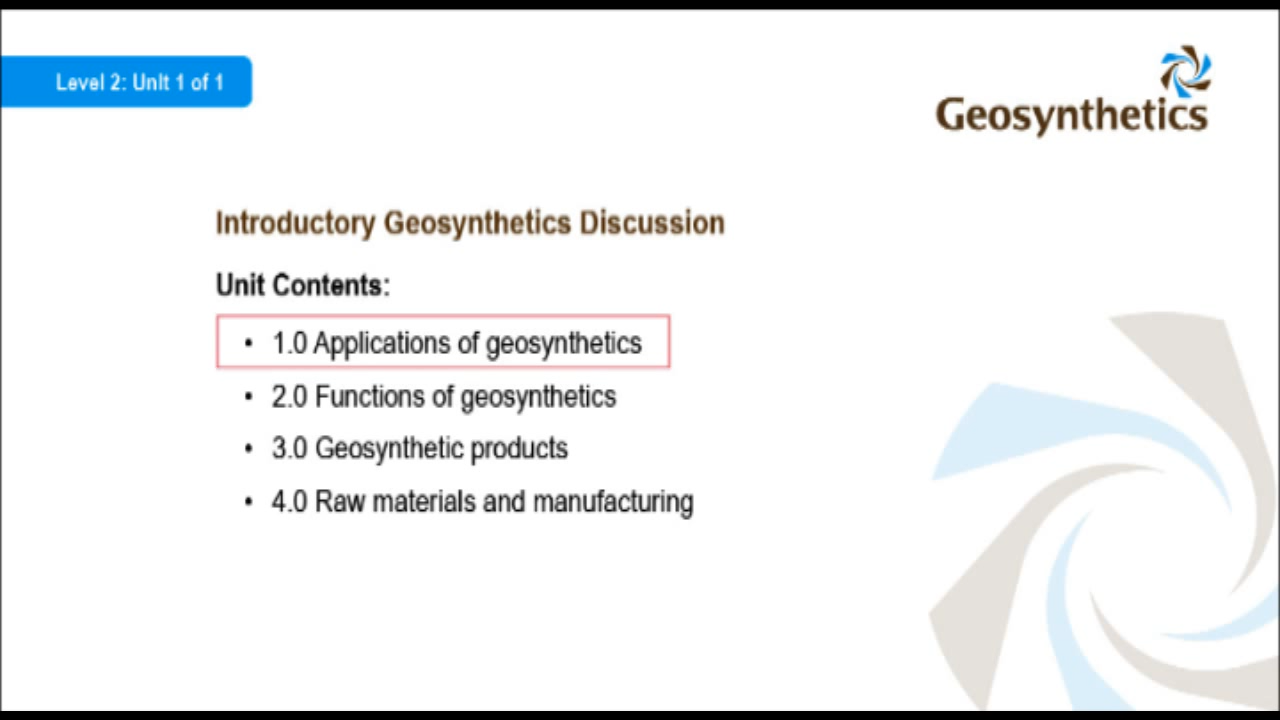 Level 2: Unit 1 of 1
Geosynthetics
Introductory Geosynthetics Discussion
Unit Contents:
• 1.0 Applications of geosynthetics
• 2.0 Functions of geosynthetics
• 3.0 Geosynthetic products
• 4.0 Raw materials and manufacturing